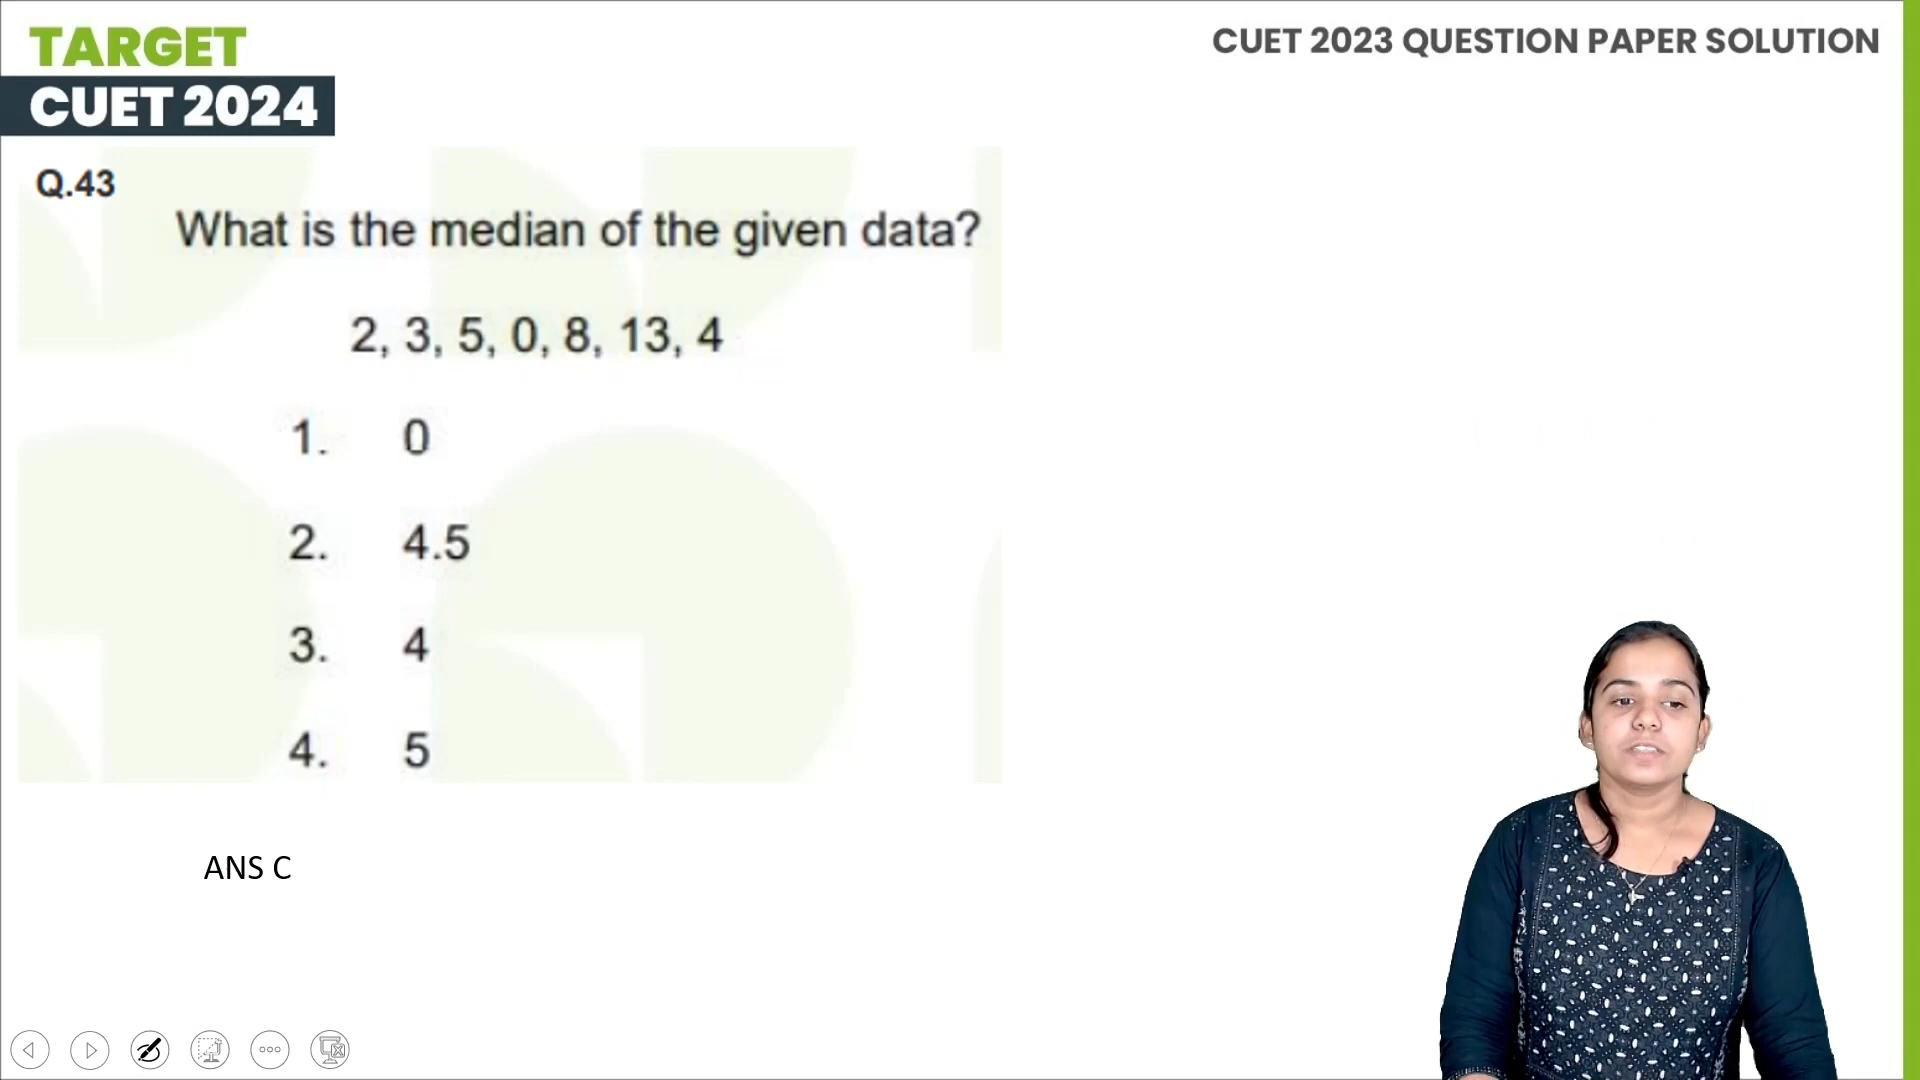 TARGET
CUET 2024
CUET 2023 QUESTION PAPER SOLUTION
Q.43
What is the median of the given data?
2, 3, 5, 0, 8, 13, 4
1. 0
2. 4.5
3. 4
4. 5
ANS C